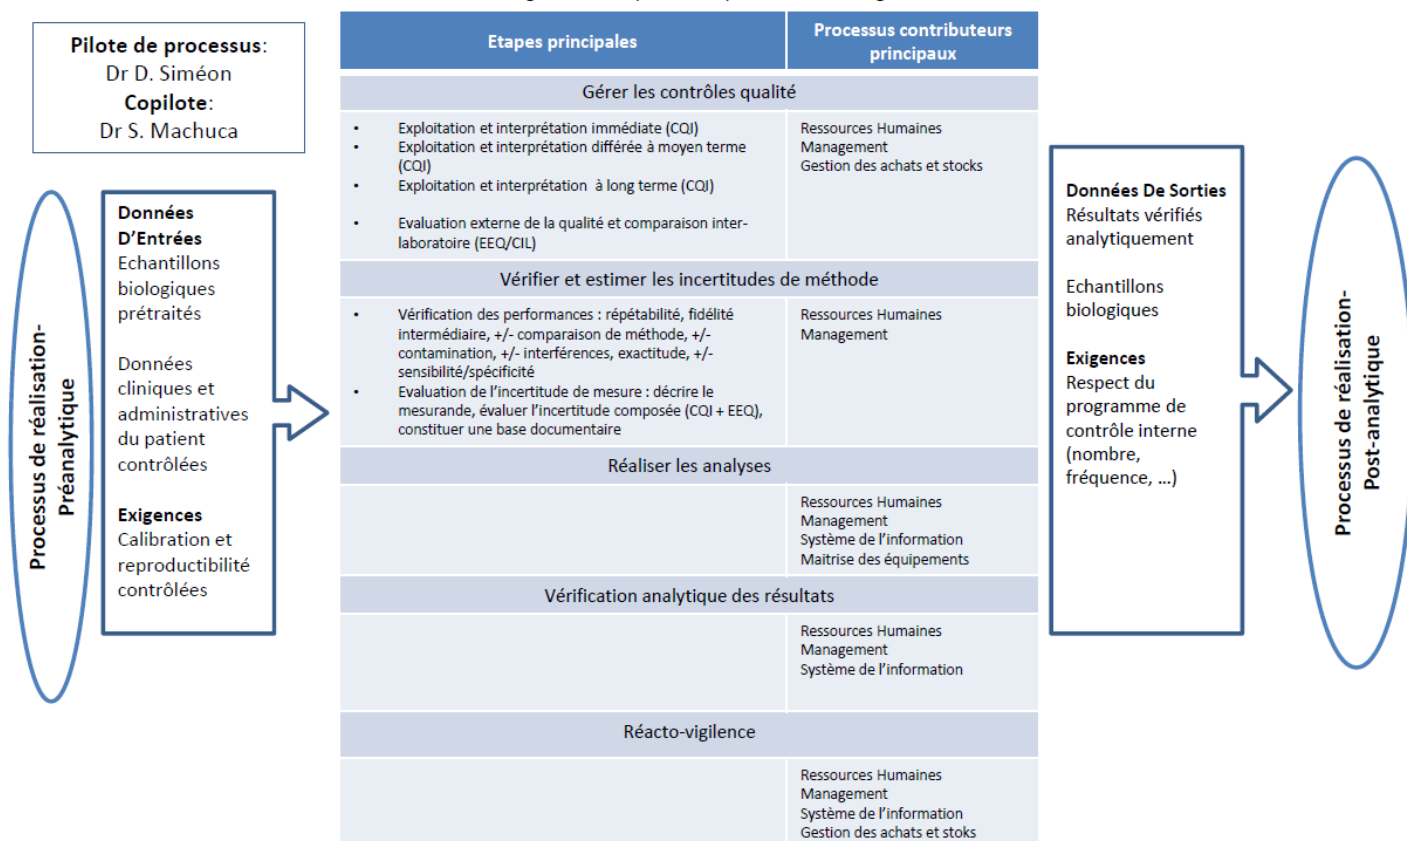 Pilote de processus:
Dr D. Siméon
Copilote:
Dr S. Machuca
Processus de réalisation-
Préanalytique
Données
D'Entrées
Echantillons
biologiques
prétraités
Données
cliniques et
administratives
du patient
contrôlées
Exigences
Calibration et
reproductibilité
contrôlées
Etapes principales
Processus contributeurs
principaux
Gérer les contrôles qualité
• Exploitation et interprétation immédiate (CQI)
• Exploitation et interprétation différée à moyen terme
(CQI)
• Exploitation et interprétation à long terme (CQI)
• Evaluation externe de la qualité et comparaison inter-
laboratoire (EEQ/CIL)
Ressources Humaines
Management
Gestion des achats et stocks
Vérifier et estimer les incertitudes de méthode
• Vérification des performances : répétabilité, fidélité
intermédiaire, +/- comparaison de méthode, +/-
contamination, +/- interférences, exactitude, +/-
sensibilité/spécificité
• Evaluation de l'incertitude de mesure : décrire le
mesurande, évaluer l'incertitude composée (CQI + EEQ),
constituer une base documentaire
Ressources Humaines
Management
Réaliser les analyses
Ressources Humaines
Management
Système de l'information
Maitrise des équipements
Vérification analytique des résultats
Ressources Humaines
Management
Système de l'information
Réacto-vigilence
Ressources Humaines
Management
Système de l'information
Gestion des achats et stoks
Données De Sorties
Résultats vérifiés
analytiquement
Echantillons
biologiques
Exigences
Respect du
programme de
contrôle interne
(nombre,
fréquence, …)
Processus de réalisation-
Post-analytique